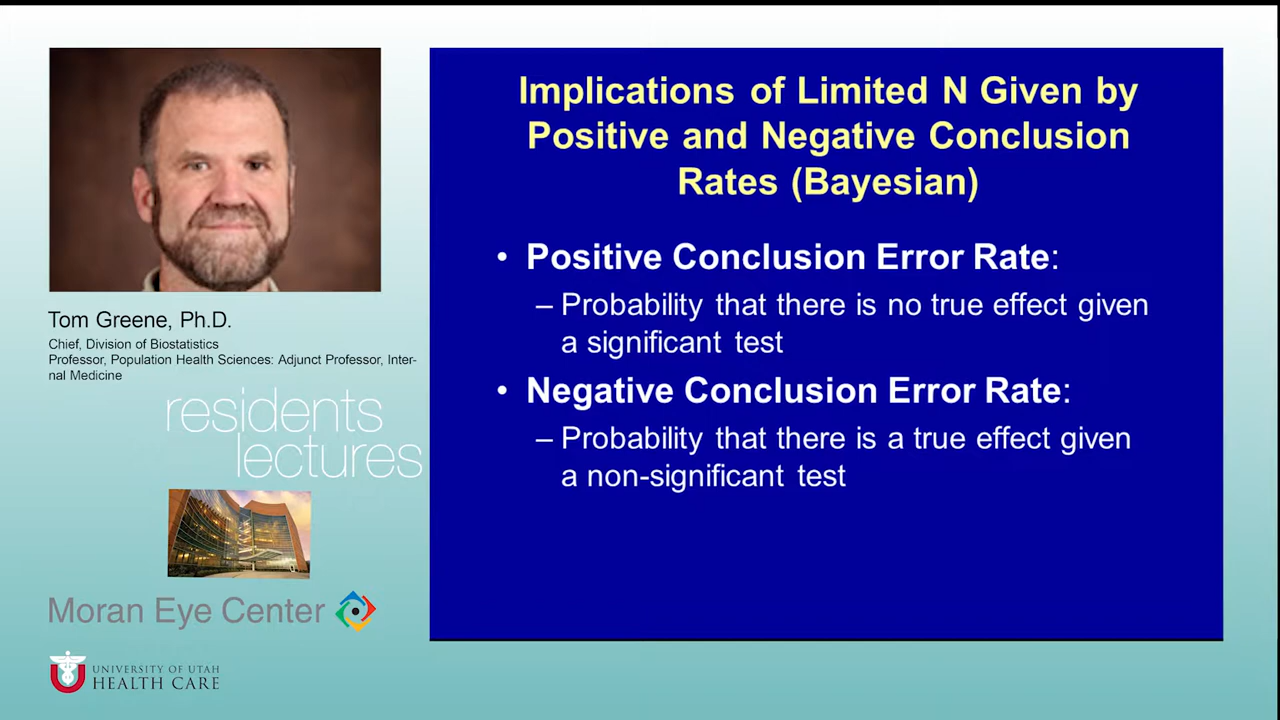 Implications of Limited N Given by
Positive and Negative Conclusion
Rates (Bayesian)
• Positive Conclusion Error Rate:
– Probability that there is no true effect given
a significant test
• Negative Conclusion Error Rate:
– Probability that there is a true effect given
a non-significant test
Tom Greene, Ph.D.
Chief, Division of Biostatistics
Professor, Population Health Sciences: Adjunct Professor, Inter-
nal Medicine
residents
lectures
Moran Eye Center
UNIVERSITY OF UTAH
HEALTH CARE